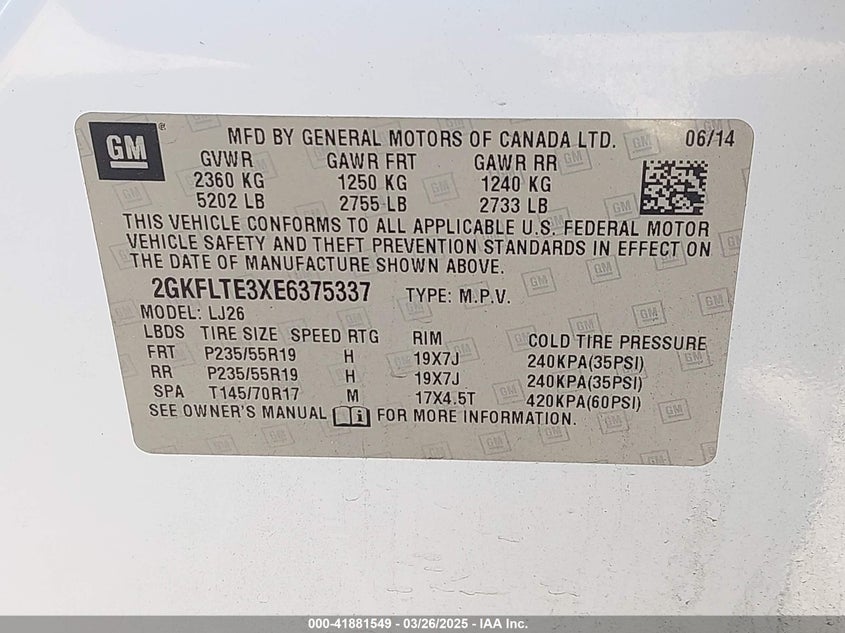 GM ® MFD BY GENERAL MOTORS OF CANADA LTD. 06/14
GVWR GAWR FRT GAWR RR
2360 KG 1250 KG 1240 KG
5202 LB 2755 LB 2733 LB
THIS VEHICLE CONFORMS TO ALL APPLICABLE U.S. FEDERAL MOTOR
VEHICLE SAFETY AND THEFT PREVENTION STANDARDS IN EFFECT ON
THE DATE OF MANUFACTURE SHOWN ABOVE.
2GKFLTE3XE6375337 TYPE: M.P.V.
MODEL: LJ26
LBDS TIRE SIZE SPEED RTG RIM COLD TIRE PRESSURE
FRT P235/55R19 H 19X7J 240KPA(35PSI)
RR P235/55R19 H 19X7J 240KPA(35PSI)
SPA T145/70R17 M 17X4.5T 420KPA(60PSI)
SEE OWNER'S MANUAL i FOR MORE INFORMATION.
000-41881549 - 03/26/2025 - IAA Inc.